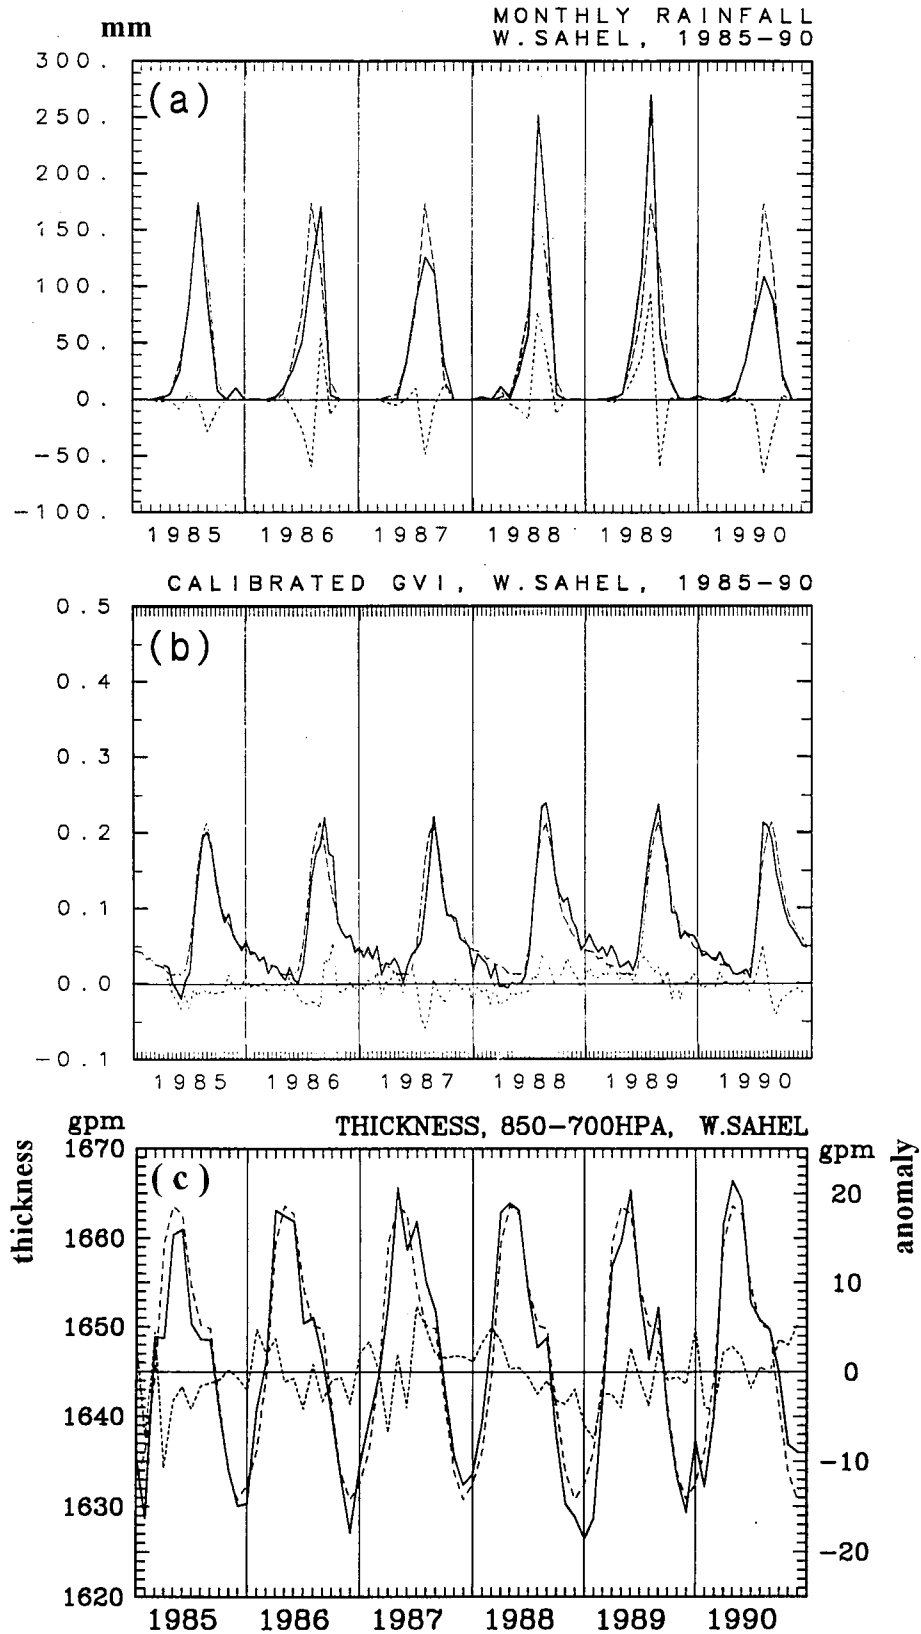 mm
MONTHLY RAINFALL
W.SAHEL, 1985-90
300.
250.
200.
150.
100.
50.
0.
-50.
-100.
(a)
1985 1986 1987 1988 1989 1990
CALIBRATED GVI, W.SAHEL, 1985-90
0.5
0.4
0.3
0.2
0.1
0.0
-0.1
(b)
1985 1986 1987 1988 1989 1990
gpm THICKNESS, 850-700HPA, W.SAHEL
1670
1660
1650
1640
1630
1620
thickness
(c)
gpm
20
10
0
-10
-20
anomaly
1985 1986 1987 1988 1989 1990